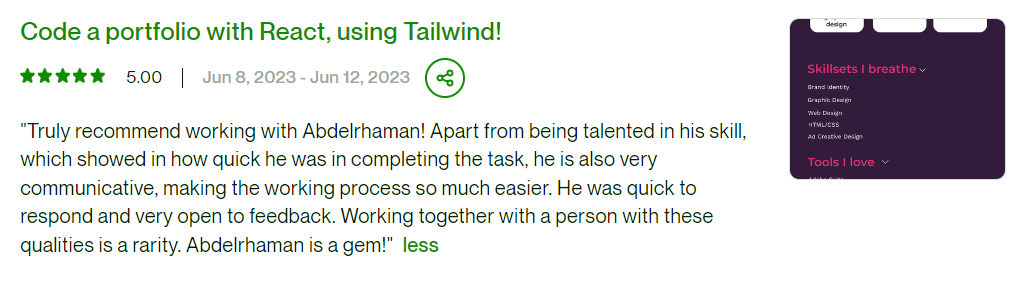 Code a portfolio with React, using Tailwind!
5.00
Jun 8, 2023 - Jun 12, 2023
"Truly recommend working with Abdelrhaman! Apart from being talented in his skill,
which showed in how quick he was in completing the task, he is also very
communicative, making the working process so much easier. He was quick to
respond and very open to feedback. Working together with a person with these
qualities is a rarity. Abdelrhaman is a gem!" less
design
Skillsets I breathe
Brand Identity
Graphic Design
Web Design
HTML/CSS
Ad Creative Design
Tools I love